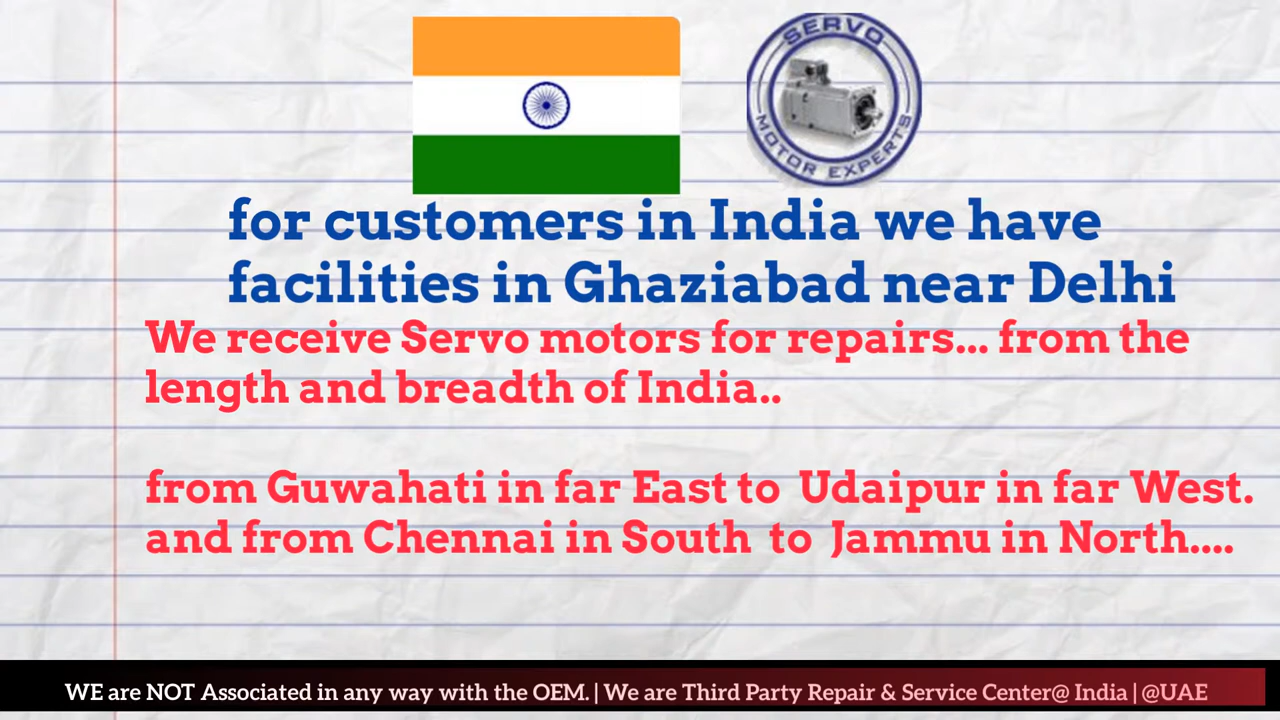 SERVO
MOTOR EXPERTS
for customers in India we have
facilities in Ghaziabad near Delhi
We receive Servo motors for repairs... from the
length and breadth of India..
from Guwahati in far East to Udaipur in far West.
and from Chennai in South to Jammu in North....
WE are NOT Associated in any way with the OEM. | We are Third Party Repair & Service Center@ India | @UAE